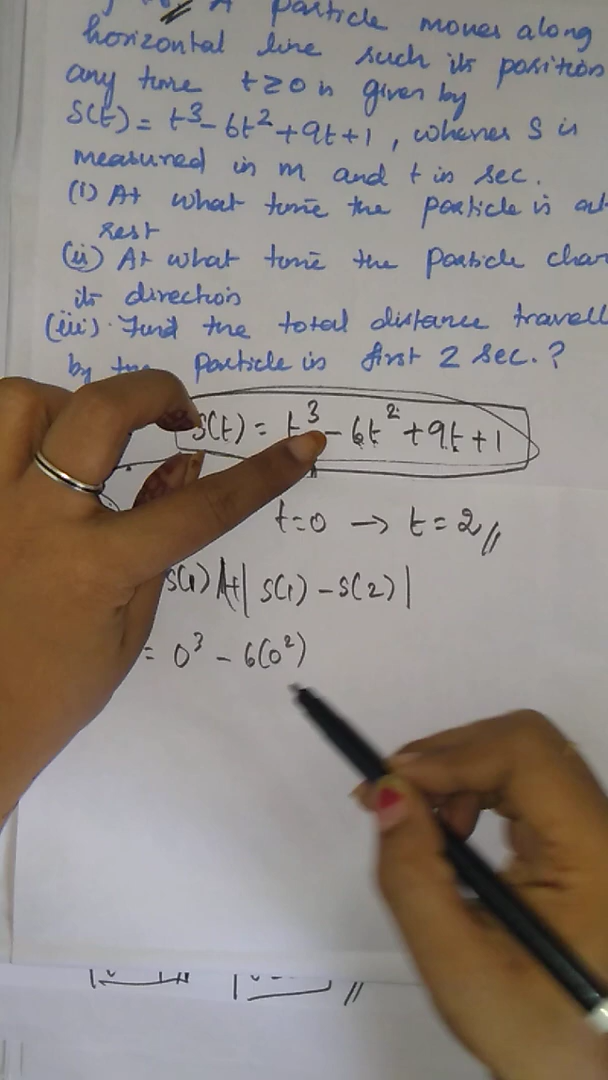 A particle moves along
horizontal line such its position
any time t≥0 is given by
S(t) = t³ - 6t² + 9t + 1, where S is
measured in m and t in sec.
(i) At what time the particle is at
rest
(ii) At what time the particle chan
its direction
(iii). Find the total distance travell
by the particle in first 2 sec.?
S(t) = t³ - 6t² + 9t + 1
t=0 → t=2//
S(1)| + |S(1) - S(2)|
= 0³ - 6(0²)